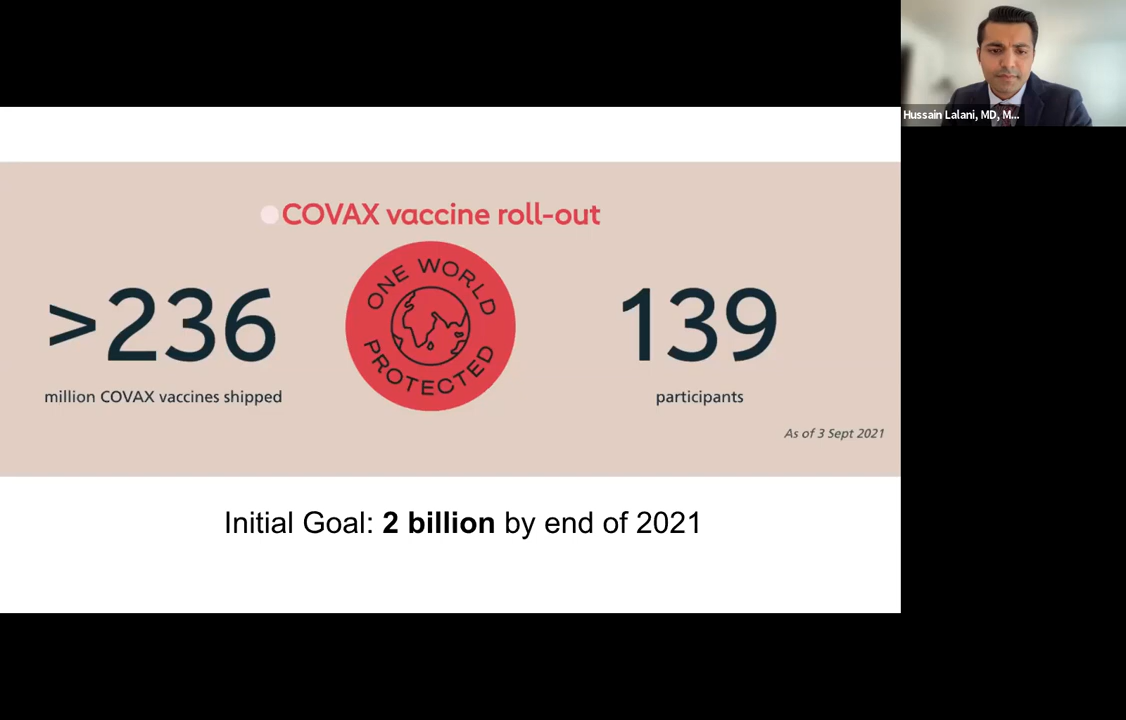 Hussain Lalani, MD, M...
COVAX vaccine roll-out
>236
million COVAX vaccines shipped
ONE WORLD
PROTECTED
139
participants
As of 3 Sept 2021
Initial Goal: 2 billion by end of 2021